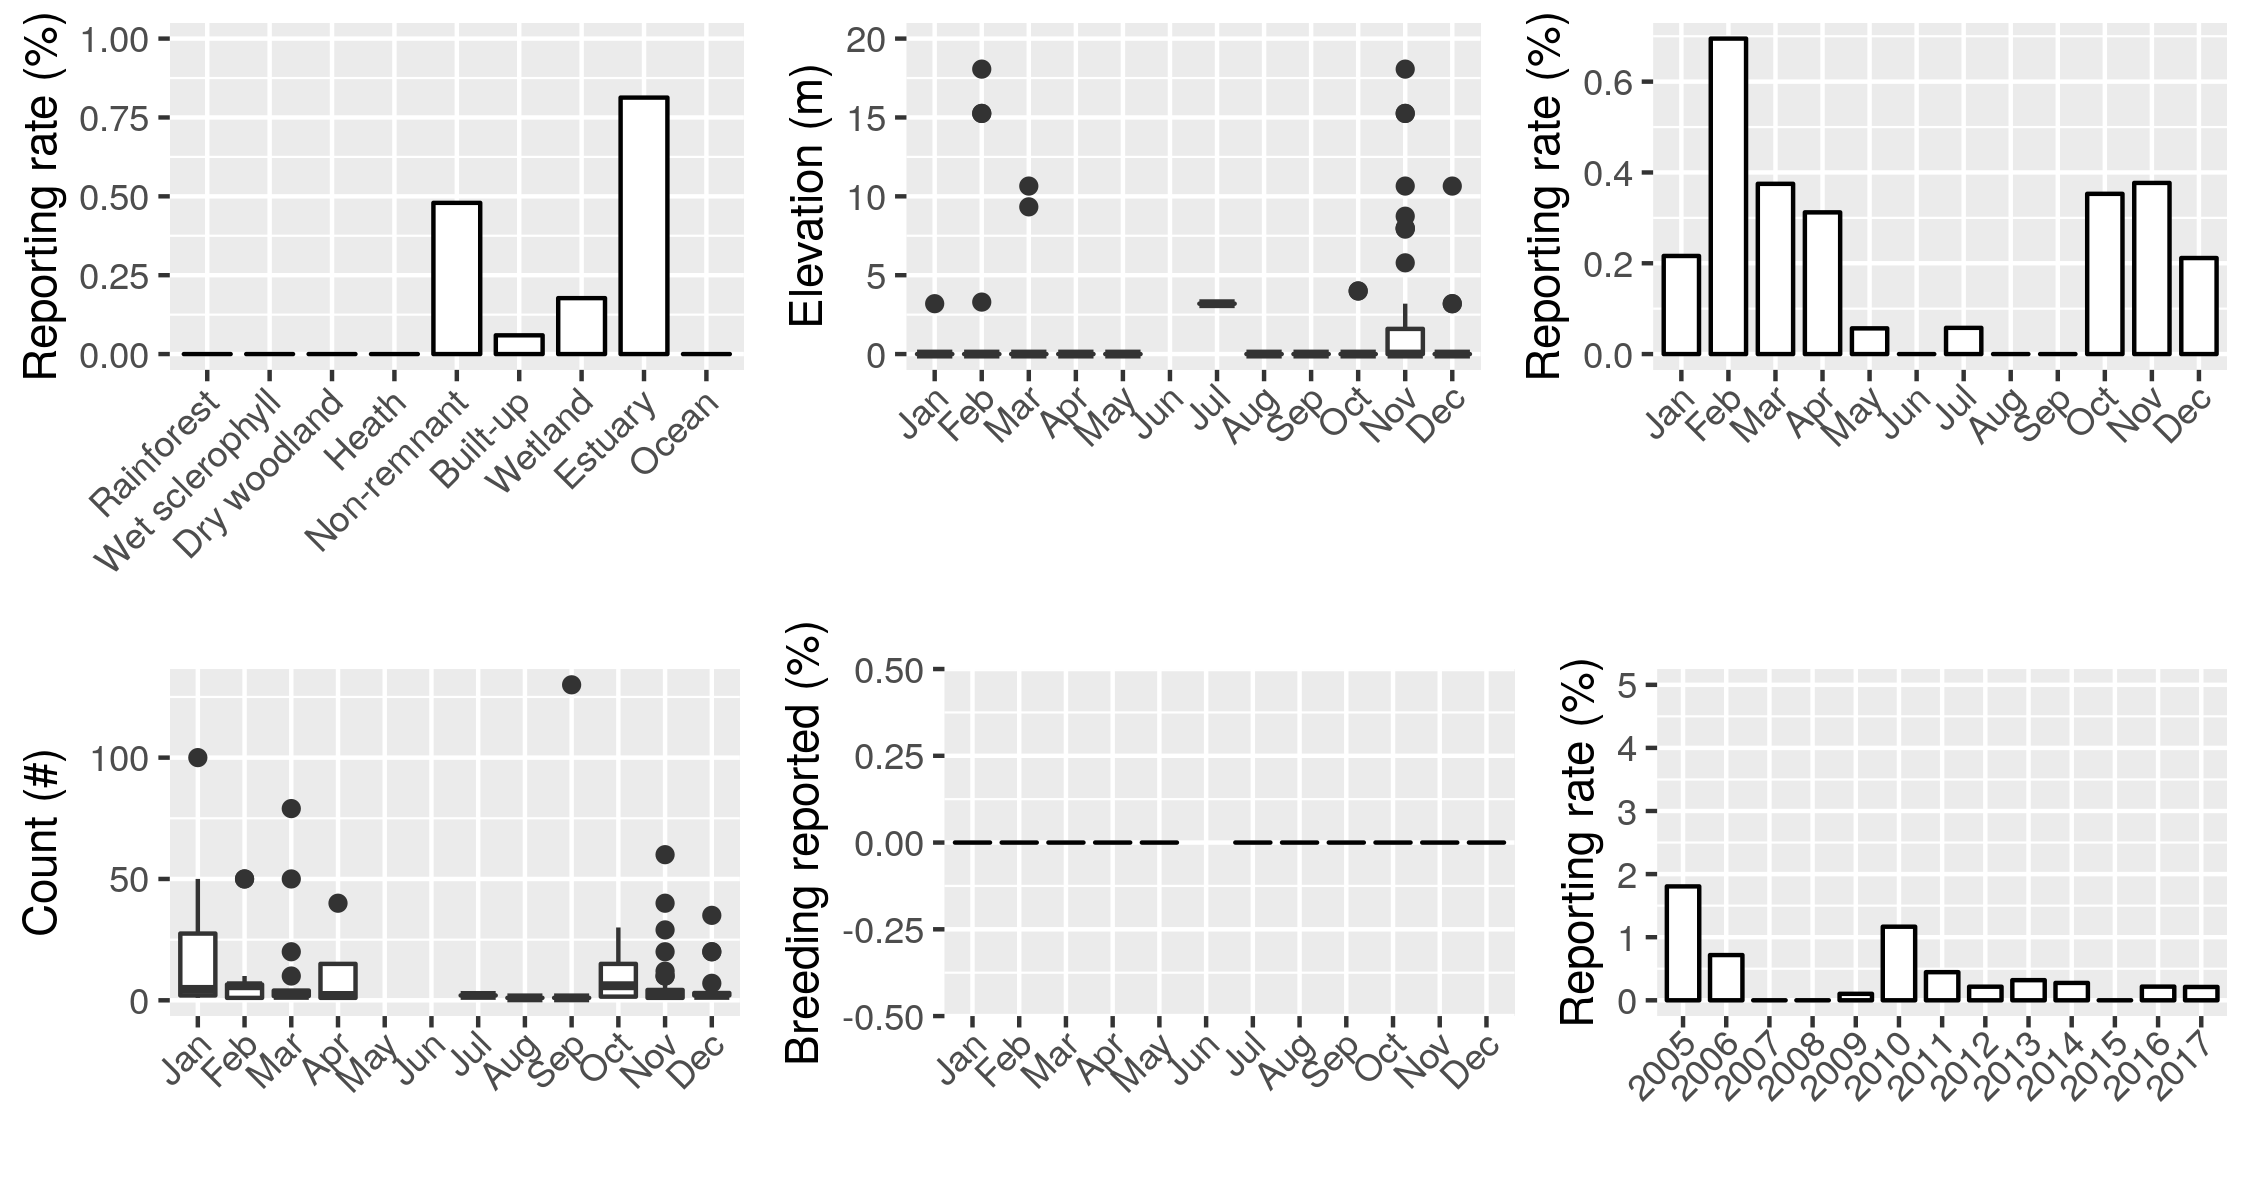 Reporting rate (%)
1.00
0.75
0.50
0.25
0.00
Rainforest
Wet sclerophyll
Dry woodland
Heath
Non-remnant
Built-up
Wetland
Estuary
Ocean
Elevation (m)
20
15
10
5
0
Jan
Feb
Mar
Apr
May
Jun
Jul
Aug
Sep
Oct
Nov
Dec
Reporting rate (%)
0.6
0.4
0.2
0.0
Jan
Feb
Mar
Apr
May
Jun
Jul
Aug
Sep
Oct
Nov
Dec
Count (#)
100
50
0
Jan
Feb
Mar
Apr
May
Jun
Jul
Aug
Sep
Oct
Nov
Dec
Breeding reported (%)
0.50
0.25
0.00
-0.25
-0.50
Jan
Feb
Mar
Apr
May
Jun
Jul
Aug
Sep
Oct
Nov
Dec
Reporting rate (%)
5
4
3
2
1
0
2005
2006
2007
2008
2009
2010
2011
2012
2013
2014
2015
2016
2017